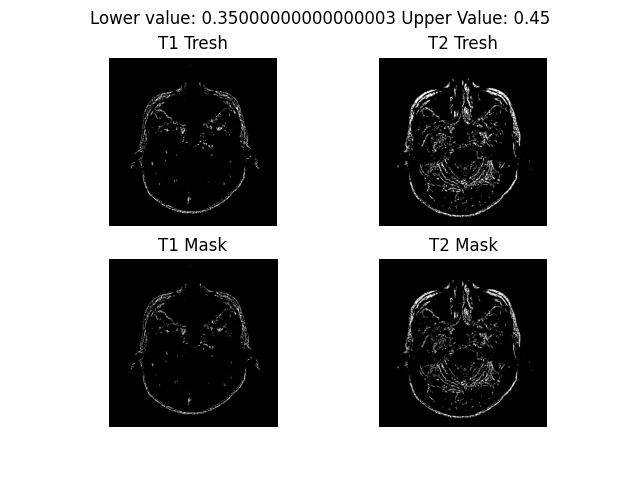 Lower value: 0.35000000000000003 Upper Value: 0.45
T1 Tresh
T2 Tresh
T1 Mask
T2 Mask